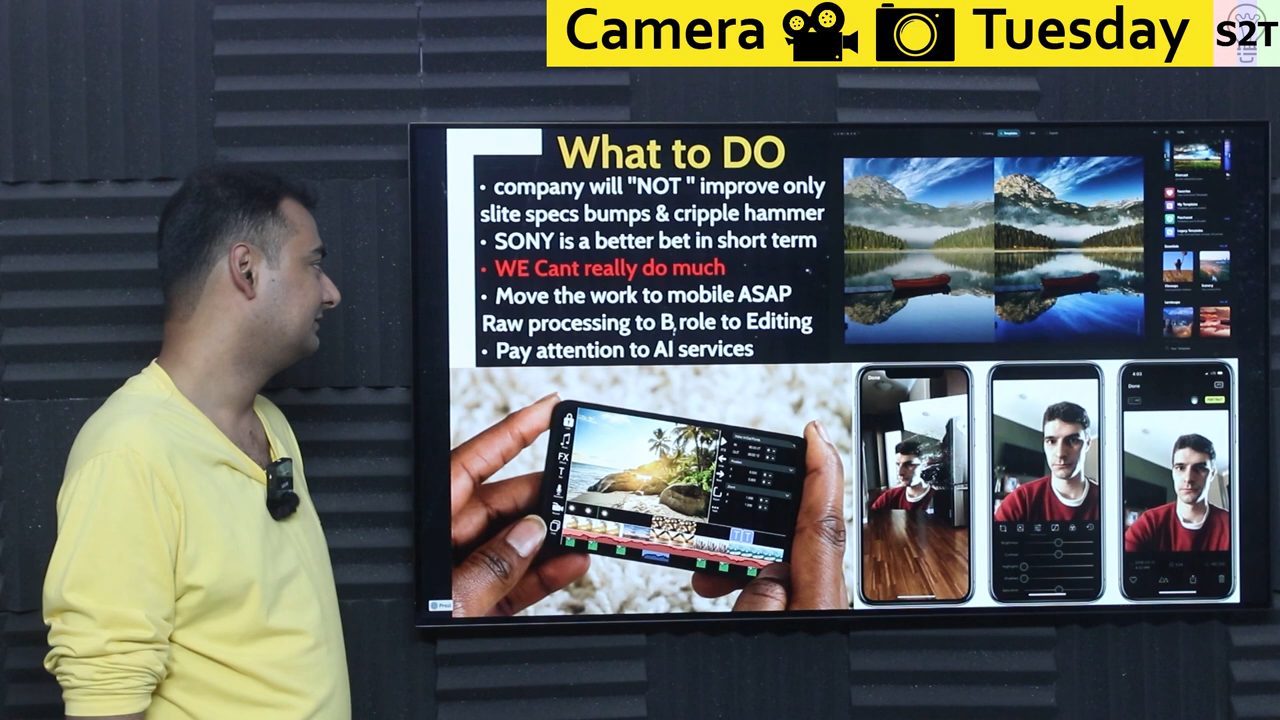 Camera Tuesday
S2T
What to DO
• company will "NOT " improve only
slite specs bumps & cripple hammer
• SONY is a better bet in short term
• WE Cant really do much
• Move the work to mobile ASAP
Raw processing to B role to Editing
• Pay attention to AI services
FX
T
Done
Done
Prezi